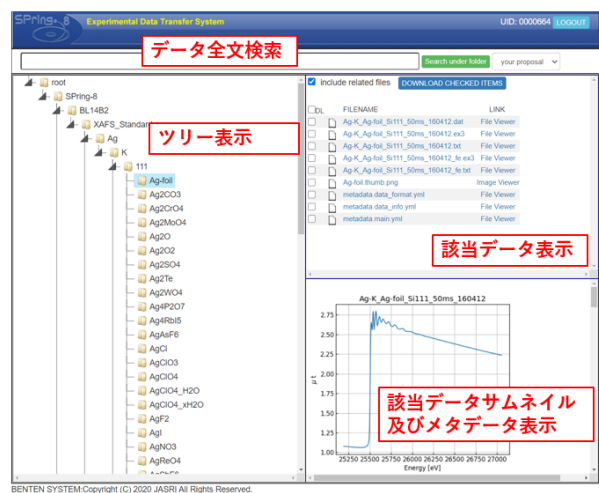 SPring-8
Experimental Data Transfer System
UID: 0000664 LOGOUT
データ全文検索
Search under folder
your proposal
root
SPring-8
BL14B2
XAFS_Standard
Ag
K
111
Ag-foil
Ag2CO3
Ag2CrO4
Ag2MoO4
Ag2O
Ag2O2
Ag2SO4
Ag2Te
Ag2WO4
Ag4P2O7
Ag4RbI5
AgAsF6
AgCl
AgClO3
AgClO4
AgClO4_H2O
AgClO4_xH2O
AgF2
AgI
AgNO3
AgReO4
ツリー表示
include related files DOWNLOAD CHECKED ITEMS
DL FILENAME LINK
Ag-K_Ag-foil_Si111_50ms_160412.dat File Viewer
Ag-K_Ag-foil_Si111_50ms_160412.ex3 File Viewer
Ag-K_Ag-foil_Si111_50ms_160412.txt File Viewer
Ag-K_Ag-foil_Si111_50ms_160412_fe.ex3 File Viewer
Ag-K_Ag-foil_Si111_50ms_160412_fe.txt File Viewer
Ag-foil.thumb.png Image Viewer
metadata.data_format.yml File Viewer
metadata.data_info.yml File Viewer
metadata.main.yml File Viewer
該当データ表示
Ag-K_Ag-foil_Si111_50ms_160412
2.75
2.50
2.25
2.00
1.75
1.50
1.25
1.00
μt
25250 25500 25750 26000 26250 26500 26750 27000
Energy [eV]
該当データサムネイル
及びメタデータ表示
BENTEN SYSTEM:Copyright (C) 2020 JASRI All Rights Reserved.